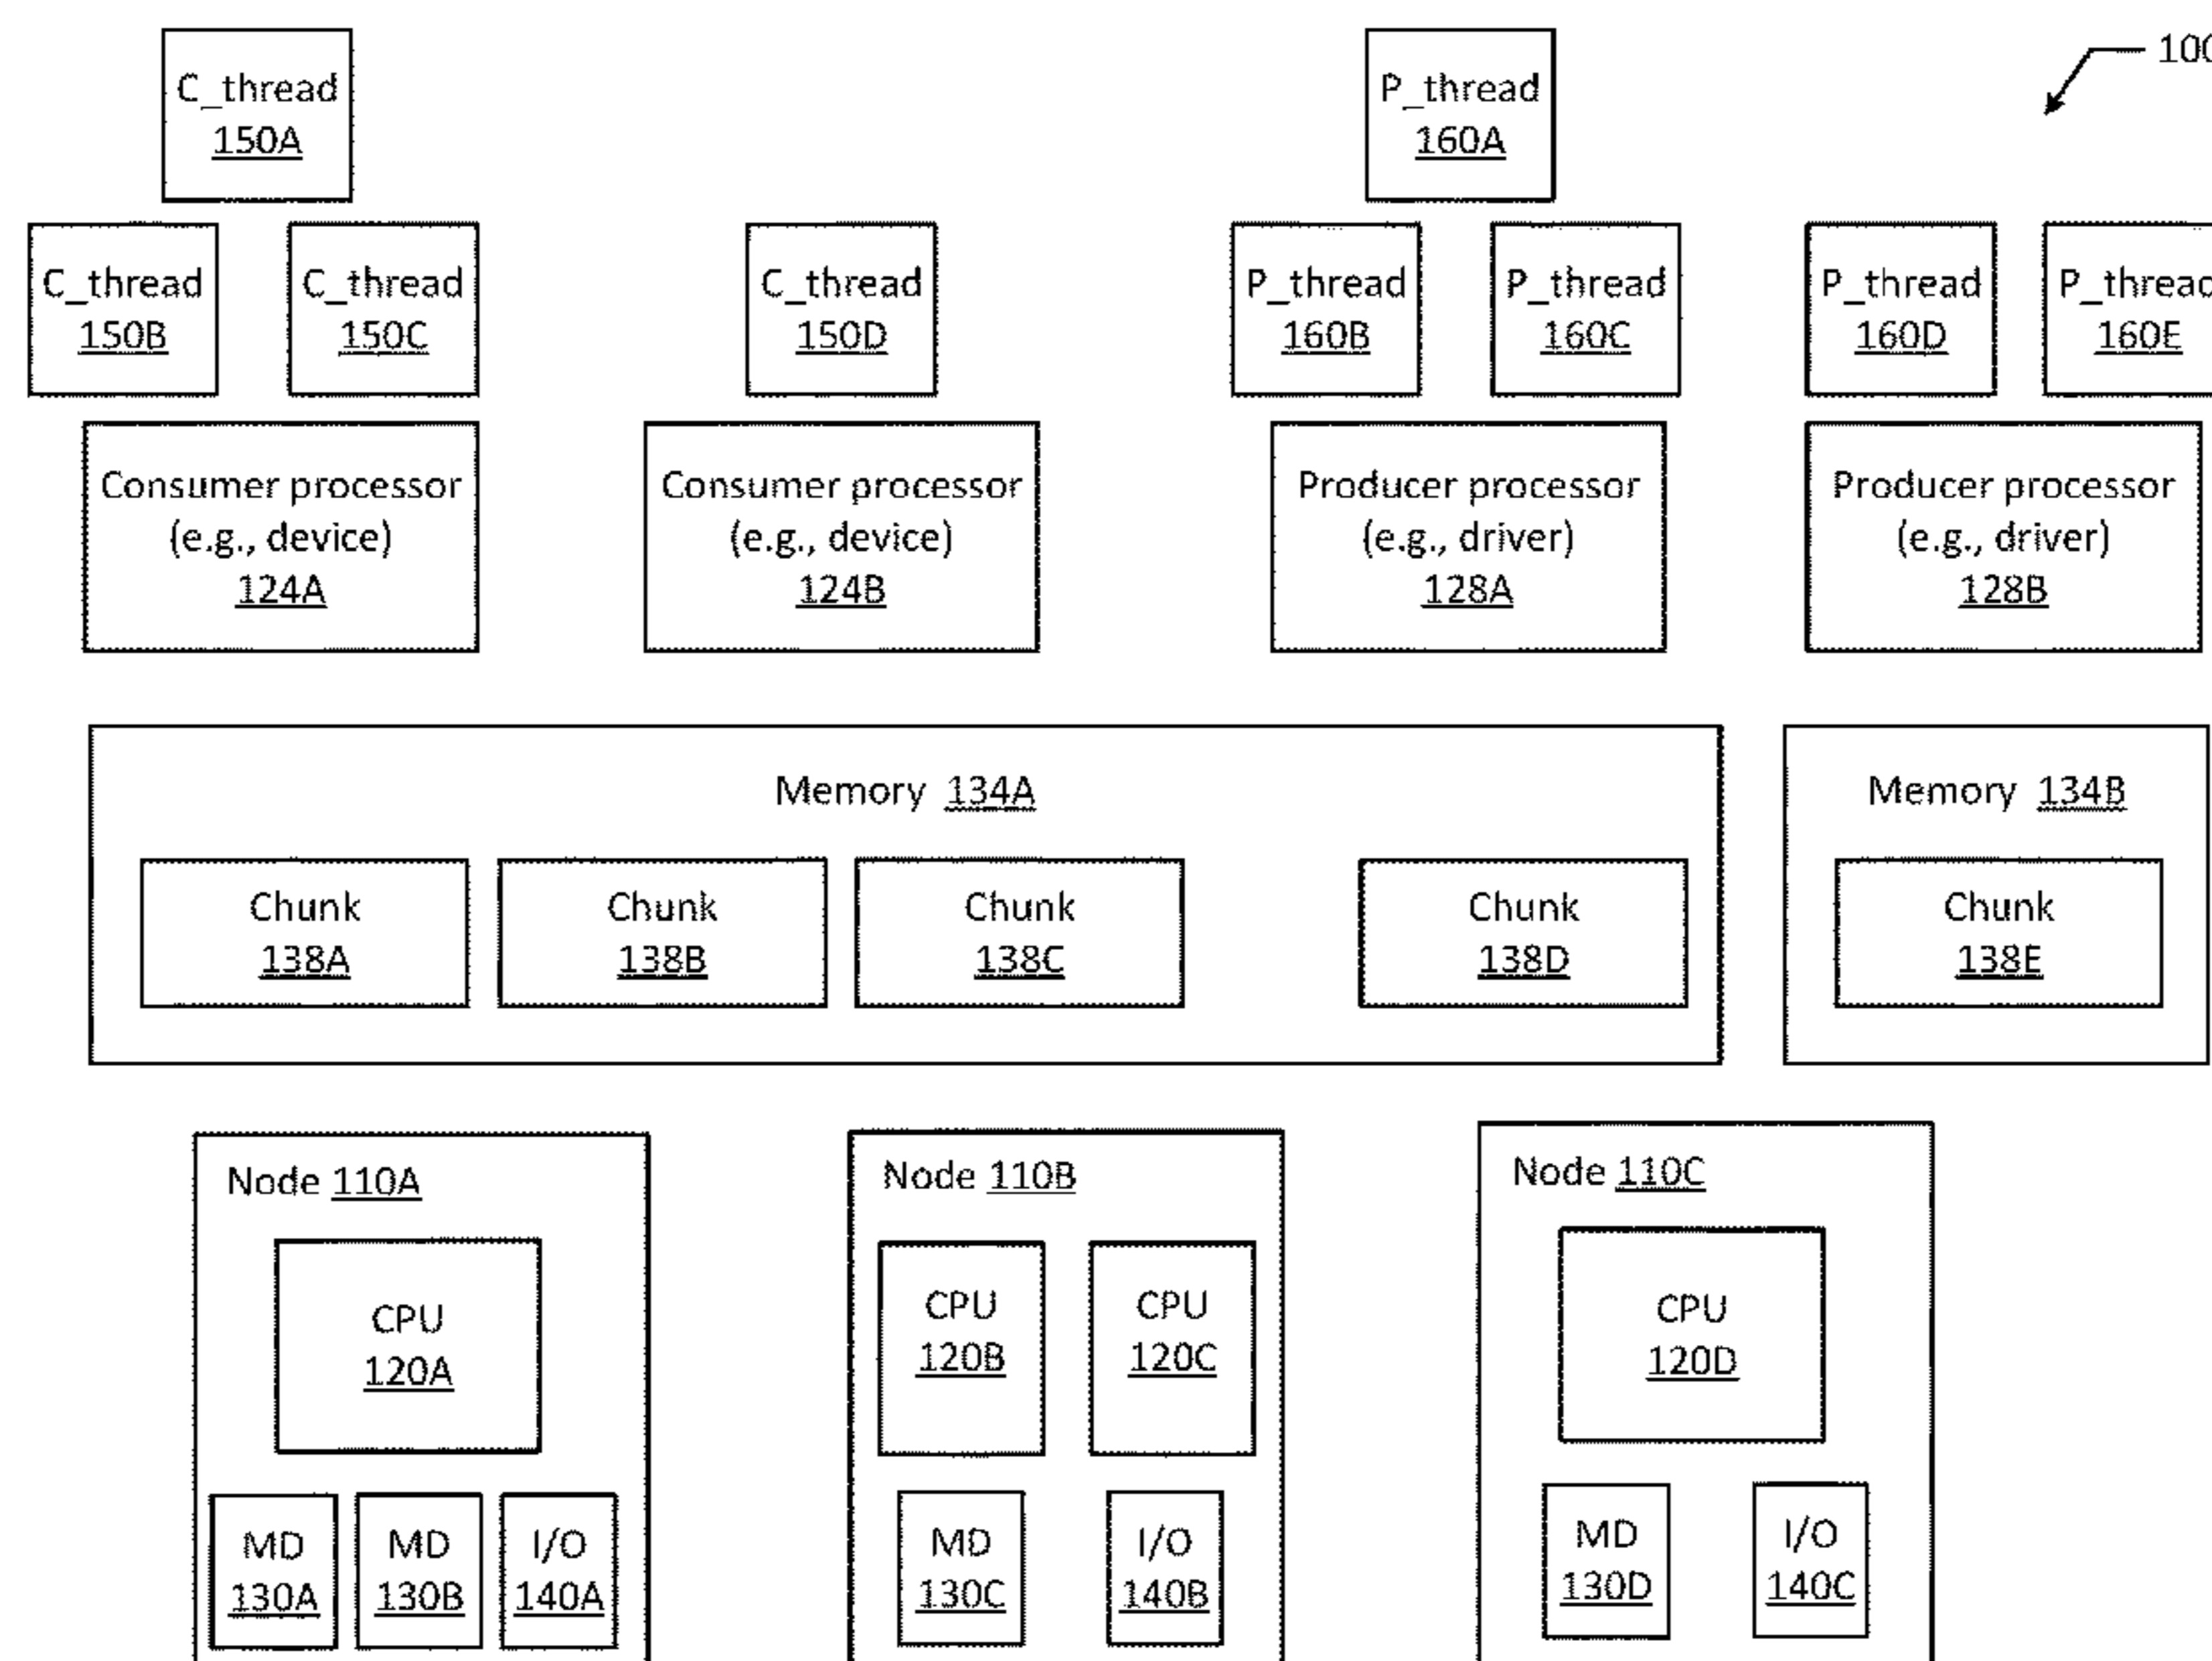 C_thread
150A
P_thread
160A
100
C_thread
150B
C_thread
150C
C_thread
150D
P_thread
160B
P_thread
160C
P_thread
160D
P_thread
160E
Consumer processor
(e.g., device)
124A
Consumer processor
(e.g., device)
124B
Producer processor
(e.g., driver)
128A
Producer processor
(e.g., driver)
128B
Memory 134A
Memory 134B
Chunk
138A
Chunk
138B
Chunk
138C
Chunk
138D
Chunk
138E
Node 110A
CPU
120A
MD
130A
MD
130B
I/O
140A
Node 110B
CPU
120B
CPU
120C
MD
130C
I/O
140B
Node 110C
CPU
120D
MD
130D
I/O
140C